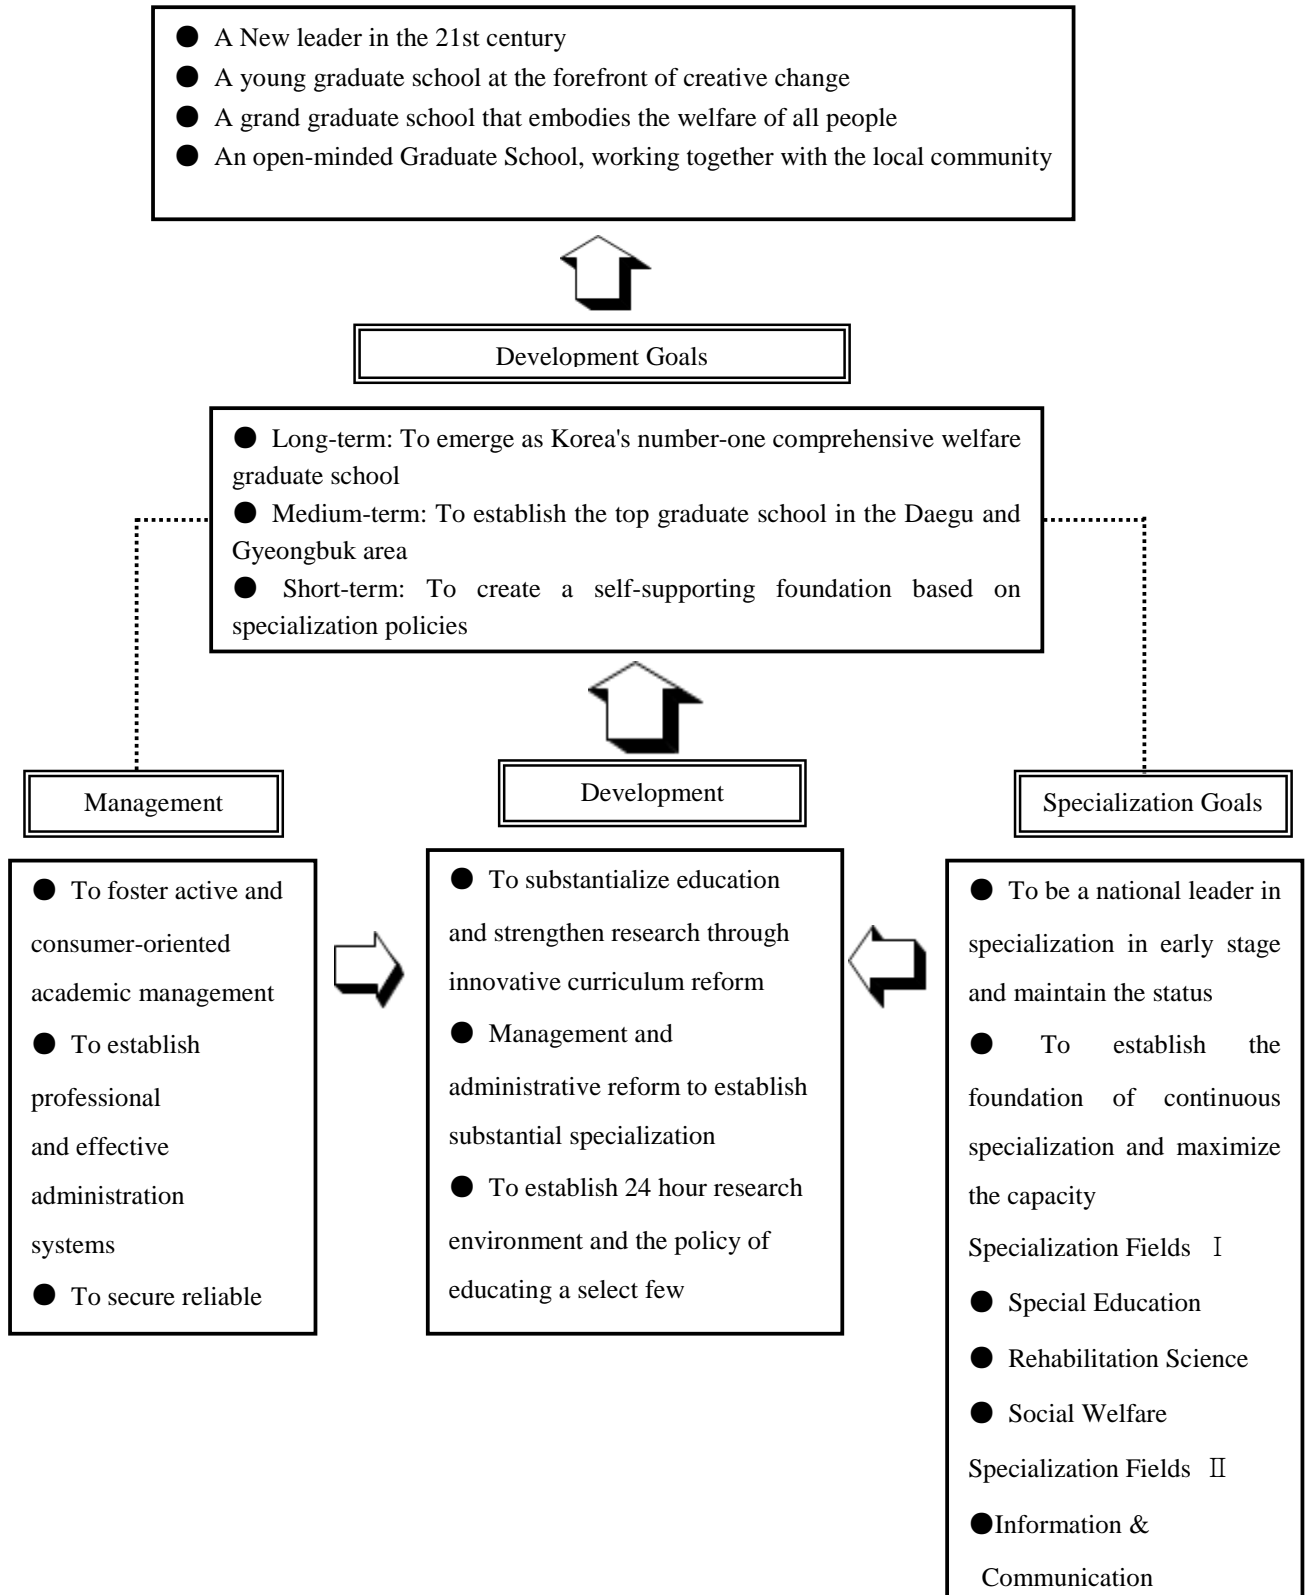 ● A New leader in the 21st century
● A young graduate school at the forefront of creative change
● A grand graduate school that embodies the welfare of all people
● An open-minded Graduate School, working together with the local community
Development Goals
● Long-term: To emerge as Korea's number-one comprehensive welfare
graduate school
● Medium-term: To establish the top graduate school in the Daegu and
Gyeongbuk area
● Short-term: To create a self-supporting foundation based on
specialization policies
Management
● To foster active and
consumer-oriented
academic management
● To establish
professional
and effective
administration
systems
● To secure reliable
Development
● To substantialize education
and strengthen research through
innovative curriculum reform
● Management and
administrative reform to establish
substantial specialization
● To establish 24 hour research
environment and the policy of
educating a select few
Specialization Goals
● To be a national leader in
specialization in early stage
and maintain the status
● To establish the
foundation of continuous
specialization and maximize
the capacity
Specialization Fields Ⅰ
● Special Education
● Rehabilitation Science
● Social Welfare
Specialization Fields Ⅱ
●Information &
Communication